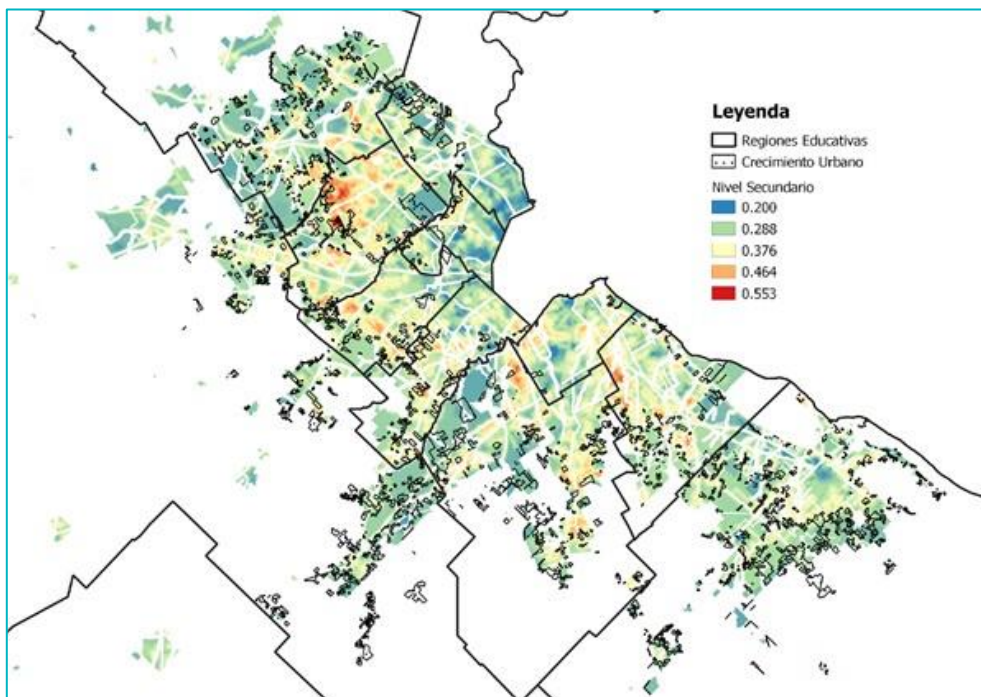 Leyenda
Regiones Educativas
Crecimiento Urbano
Nivel Secundario
0.200
0.288
0.376
0.464
0.553